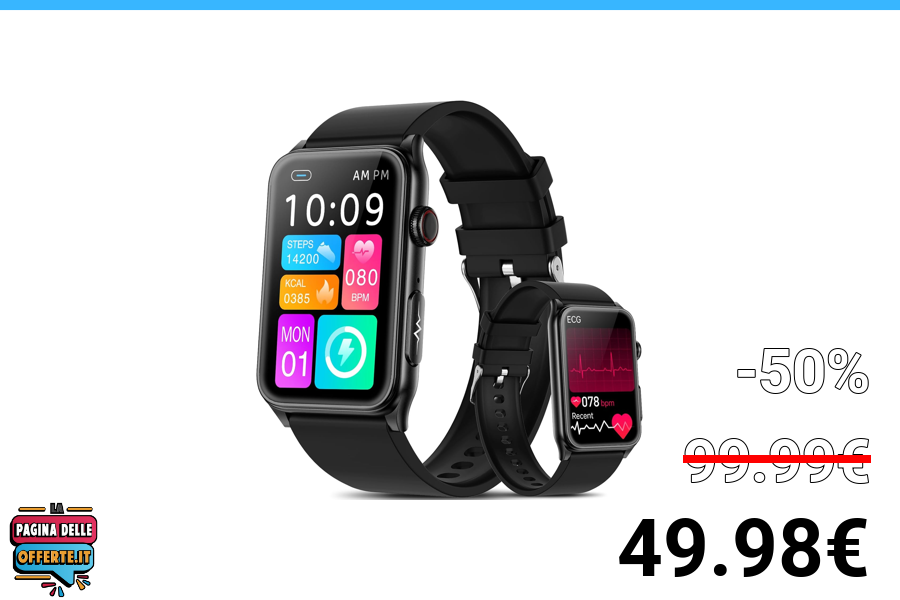 AM PM
10:09
STEPS
14200
080
BPM
KCAL
0385
MON
01
ECG
078 bpm
Recent
-50%
99.99€
49.98€
LA
PAGINA DELLE
OFFERTE.IT